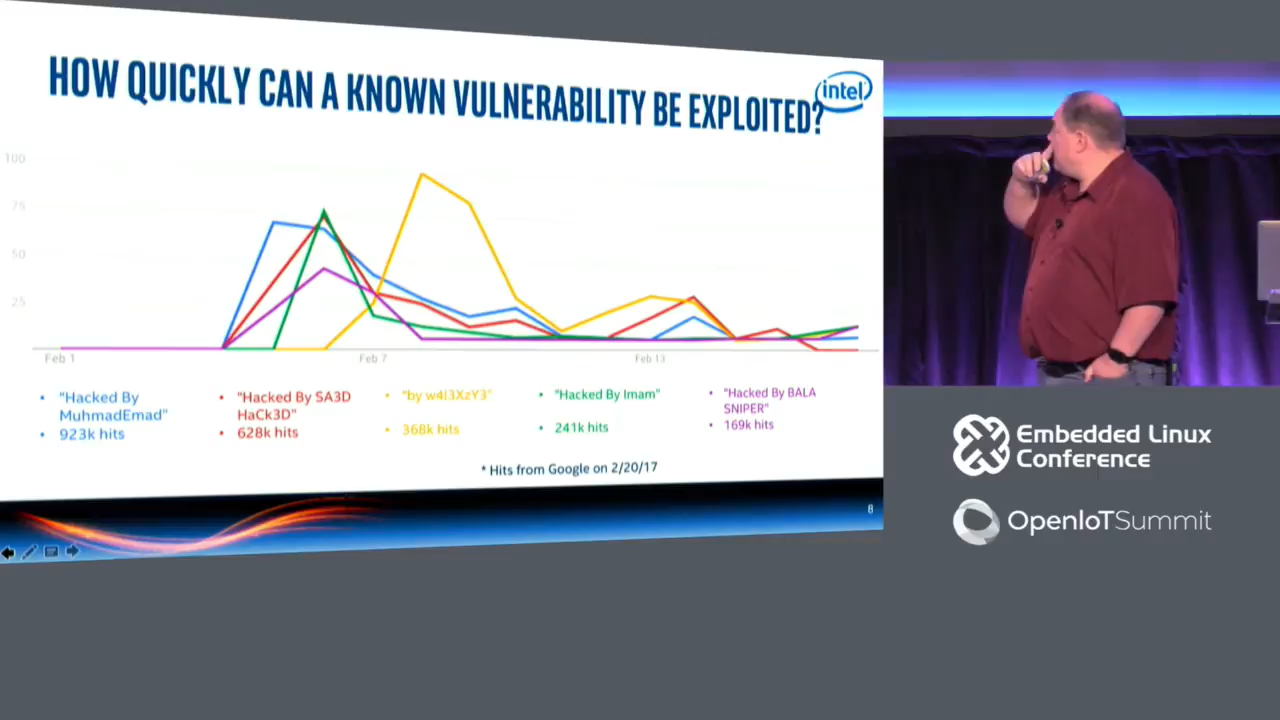 HOW QUICKLY CAN A KNOWN VULNERABILITY BE EXPLOITED?
intel
100
75
50
25
Feb 1
Feb 7
Feb 13
• "Hacked By
MuhmadEmad"
• 923k hits
• "Hacked By SA3D
HaCk3D"
• 628k hits
• "by w4l3XzY3"
• 368k hits
• "Hacked By Imam"
• 241k hits
• "Hacked By BALA
SNIPER"
• 169k hits
* Hits from Google on 2/20/17
8
Embedded Linux
Conference
OpenIoTSummit